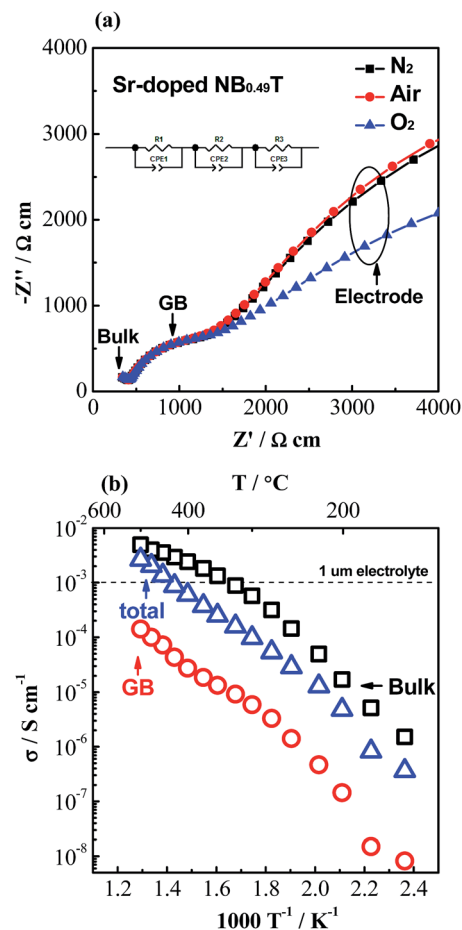 (a)
4000
3000
2000
1000
0
-Z'' / Ω cm
Sr-doped NB0.49T
N2
Air
O2
R1 R2 R3
CPE1 CPE2 CPE3
GB
Bulk
Electrode
0 1000 2000 3000 4000
Z' / Ω cm
(b)
T / °C
600 400 200
10-2
10-3
10-4
10-5
10-6
10-7
10-8
σ / S cm-1
1 um electrolyte
total
GB
Bulk
1.2 1.4 1.6 1.8 2.0 2.2 2.4
1000 T-1 / K-1